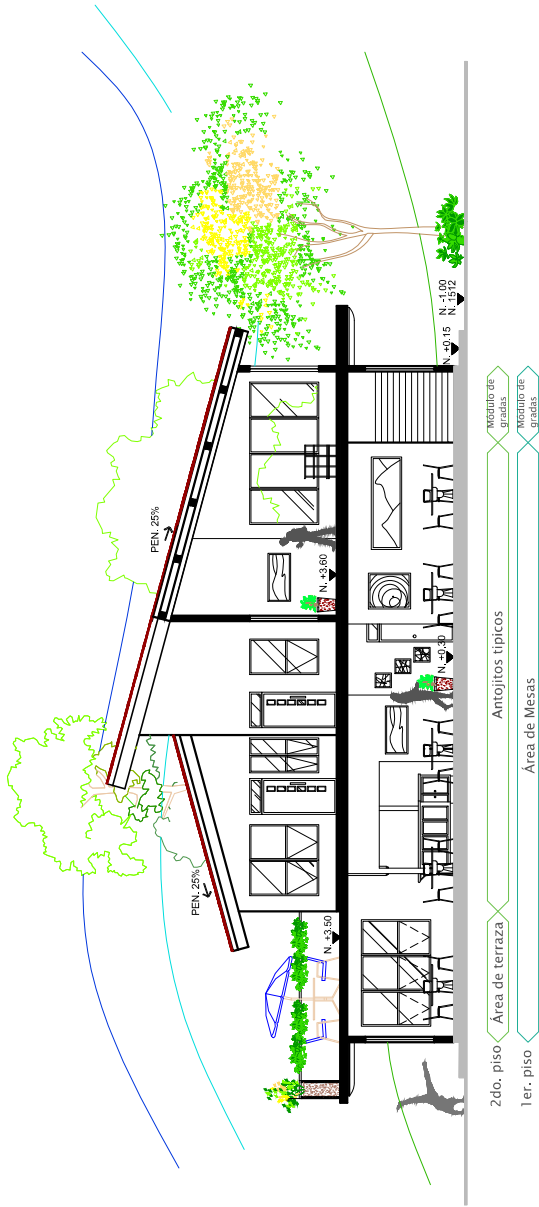 PEN. 25%
PEN. 25%
N. +3.50
N. +3.60
N. +0.30
N. +0.15
N. -1.00
N. 1512
2do. piso
Área de terraza
Antojitos tipicos
Módulo de
gradas
1er. piso
Área de Mesas
Módulo de
gradas